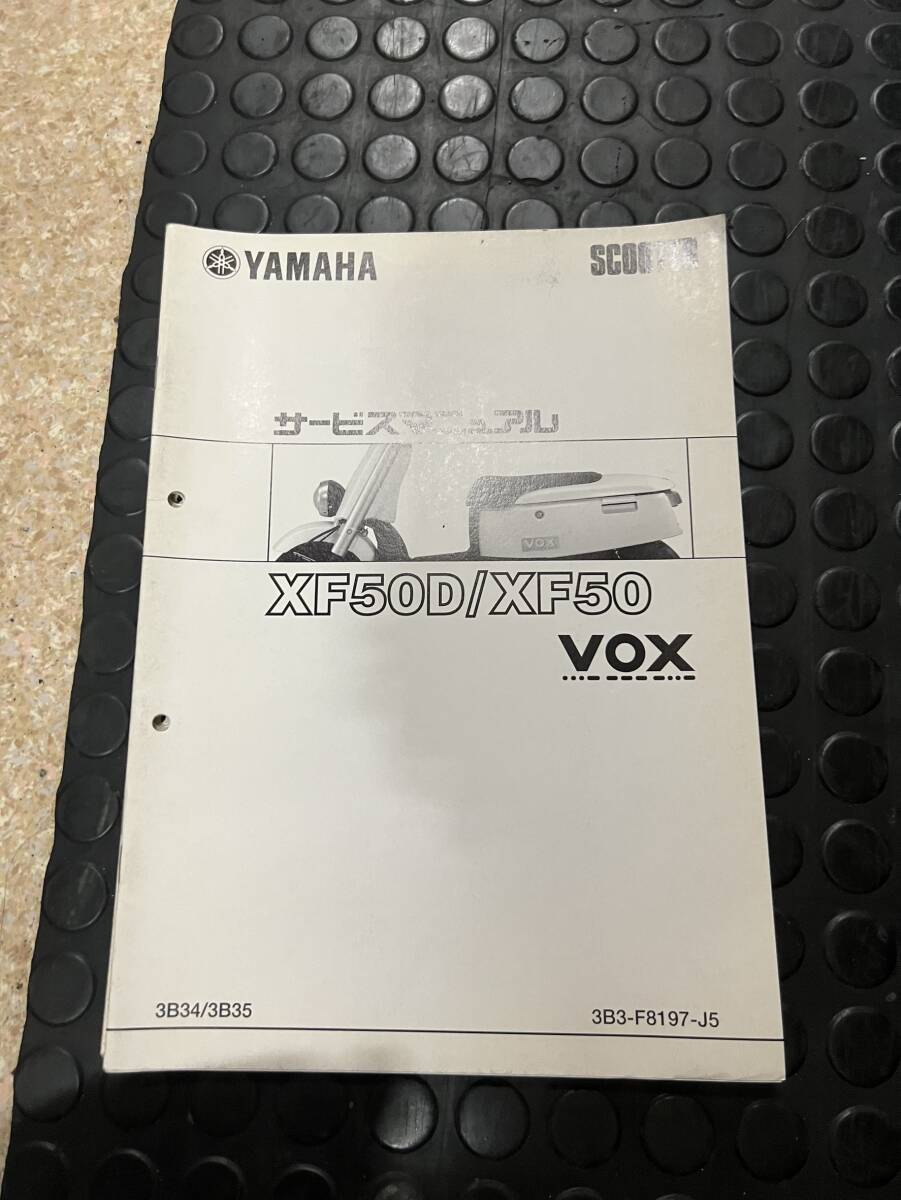 YAMAHA
SCOOTER
サービスマニュアル
VOX
XF50D/XF50
VOX
3B34/3B35
3B3-F8197-J5